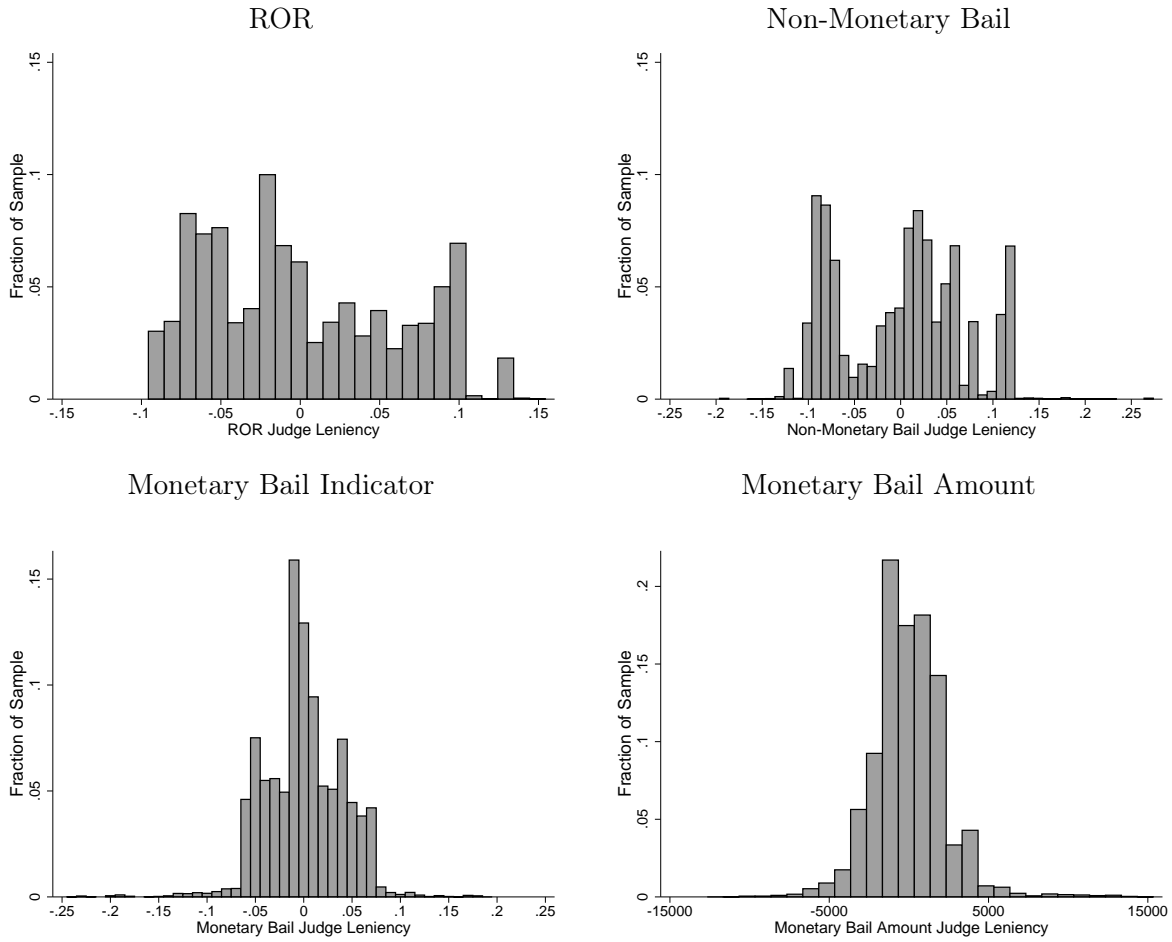 ROR
.15
.1
.05
0
Fraction of Sample
-.15 -.1 -.05 0 .05 .1 .15
ROR Judge Leniency
Non-Monetary Bail
.15
.1
.05
0
Fraction of Sample
-.25 -.2 -.15 -.1 -.05 0 .05 .1 .15 .2 .25
Non-Monetary Bail Judge Leniency
Monetary Bail Indicator
.15
.1
.05
0
Fraction of Sample
-.25 -.2 -.15 -.1 -.05 0 .05 .1 .15 .2 .25
Monetary Bail Judge Leniency
Monetary Bail Amount
.2
.15
.1
.05
0
Fraction of Sample
-15000 -5000 5000 15000
Monetary Bail Amount Judge Leniency